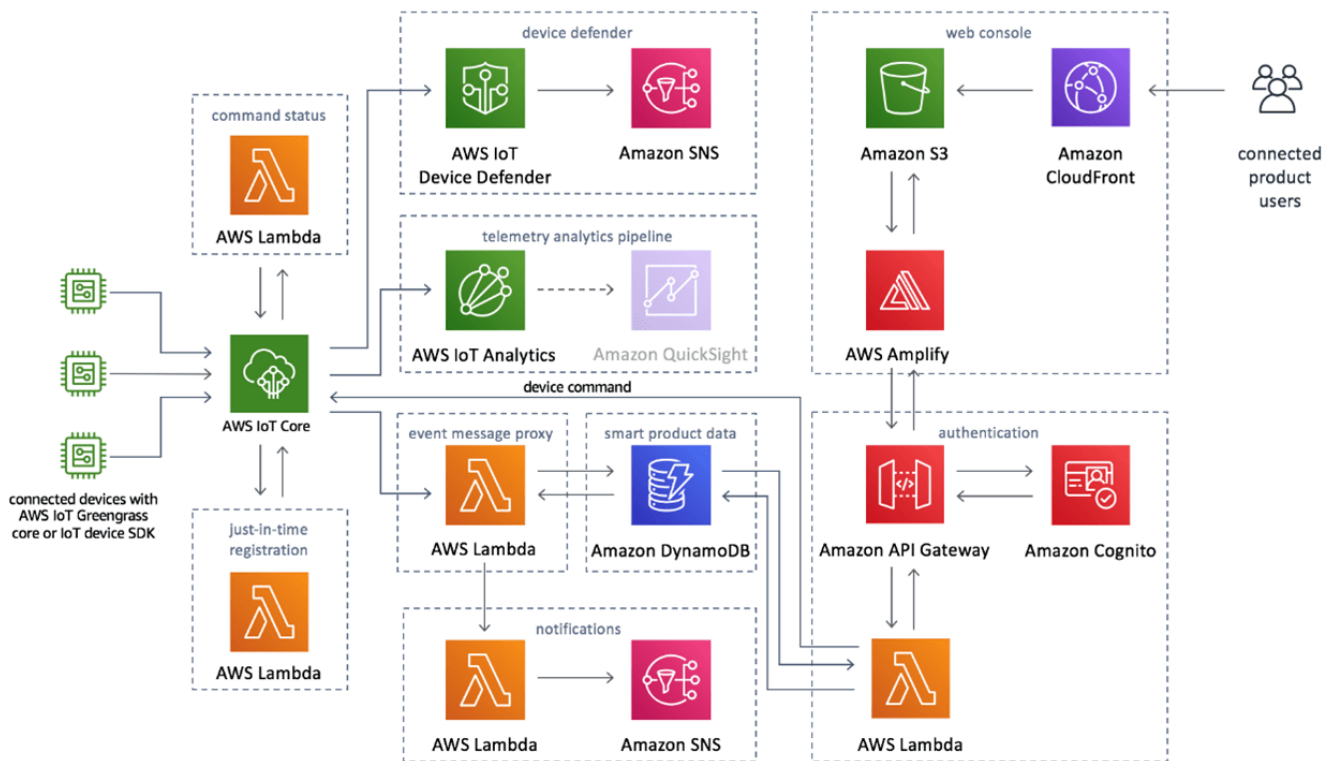 device defender
AWS IoT
Device Defender
Amazon SNS
web console
Amazon S3
Amazon
CloudFront
connected
product
users
command status
AWS Lambda
telemetry analytics pipeline
AWS IoT Analytics
Amazon QuickSight
AWS Amplify
device command
AWS IoT Core
connected devices with
AWS IoT Greengrass
core or IoT device SDK
just-in-time
registration
AWS Lambda
event message proxy
AWS Lambda
smart product data
Amazon DynamoDB
authentication
Amazon API Gateway
Amazon Cognito
notifications
AWS Lambda
Amazon SNS
AWS Lambda